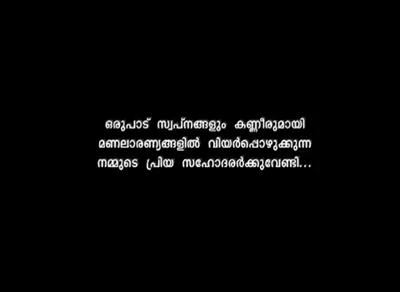 ഒരുപാട് സ്വപ്നങ്ങളും കണ്ണീരുമായി
മണലാരണ്യങ്ങളിൽ വിയർപ്പൊഴുക്കുന്ന
നമ്മുടെ പ്രിയ സഹോദരർക്കുവേണ്ടി...